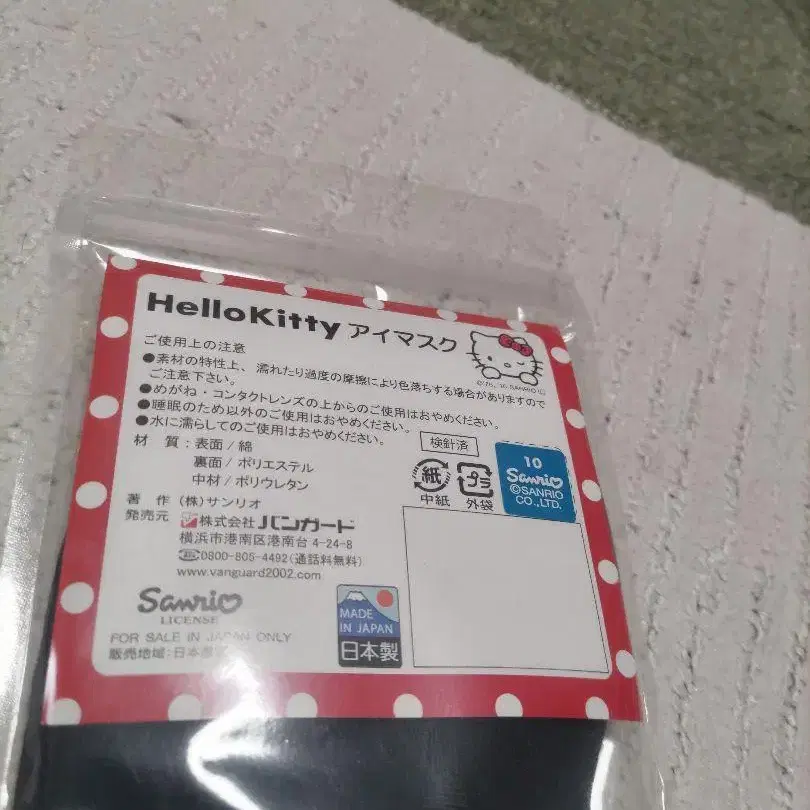 HelloKitty アイマスク
ご使用上の注意
●素材の特性上、濡れたり過度の摩擦により色落ちする場合がありますので
ご注意下さい。
●めがね・コンタクトレンズの上からのご使用はおやめください。
●睡眠のため以外のご使用はおやめください。
●水に濡らしてのご使用はおやめください。
材 質：表面/綿
裏面/ポリエステル
中材/ポリウレタン
検針済
紙
中紙
プラ
外袋
10
Sanrio
©SANRIO
CO.,LTD.
著 作 (株)サンリオ
発売元 株式会社バンガード
横浜市港南区港南台 4-24-8
0800-805-4492(通話料無料)
www.vanguard2002.com
Sanrio
LICENSE
FOR SALE IN JAPAN ONLY
販売地域:日本
MADE
IN JAPAN
日本製